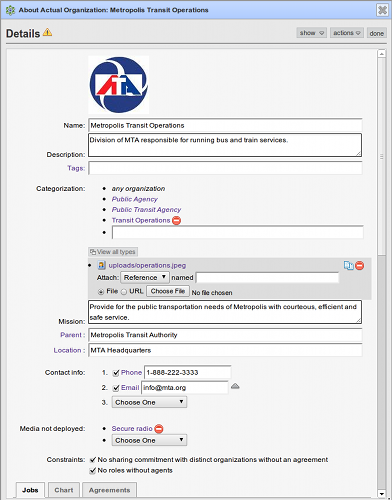 About Actual Organization: Metropolis Transit Operations
Details
show
actions
done
MTA
Name:
Metropolis Transit Operations
Description:
Division of MTA responsible for running bus and train services.
Tags:
Categorization:
any organization
Public Agency
Public Transit Agency
Transit Operations
View all types
uploads/operations.jpeg
Attach: Reference named
File URL Choose File No file chosen
Mission:
Provide for the public transportation needs of Metropolis with courteous, efficient and
safe service.
Parent : Metropolis Transit Authority
Location : MTA Headquarters
Contact info: 1. Phone 1-888-222-3333
2. Email info@mta.org
3. Choose One
Media not deployed: Secure radio
Choose One
Constraints: No sharing commitment with distinct organizations without an agreement
No roles without agents
Jobs Chart Agreements